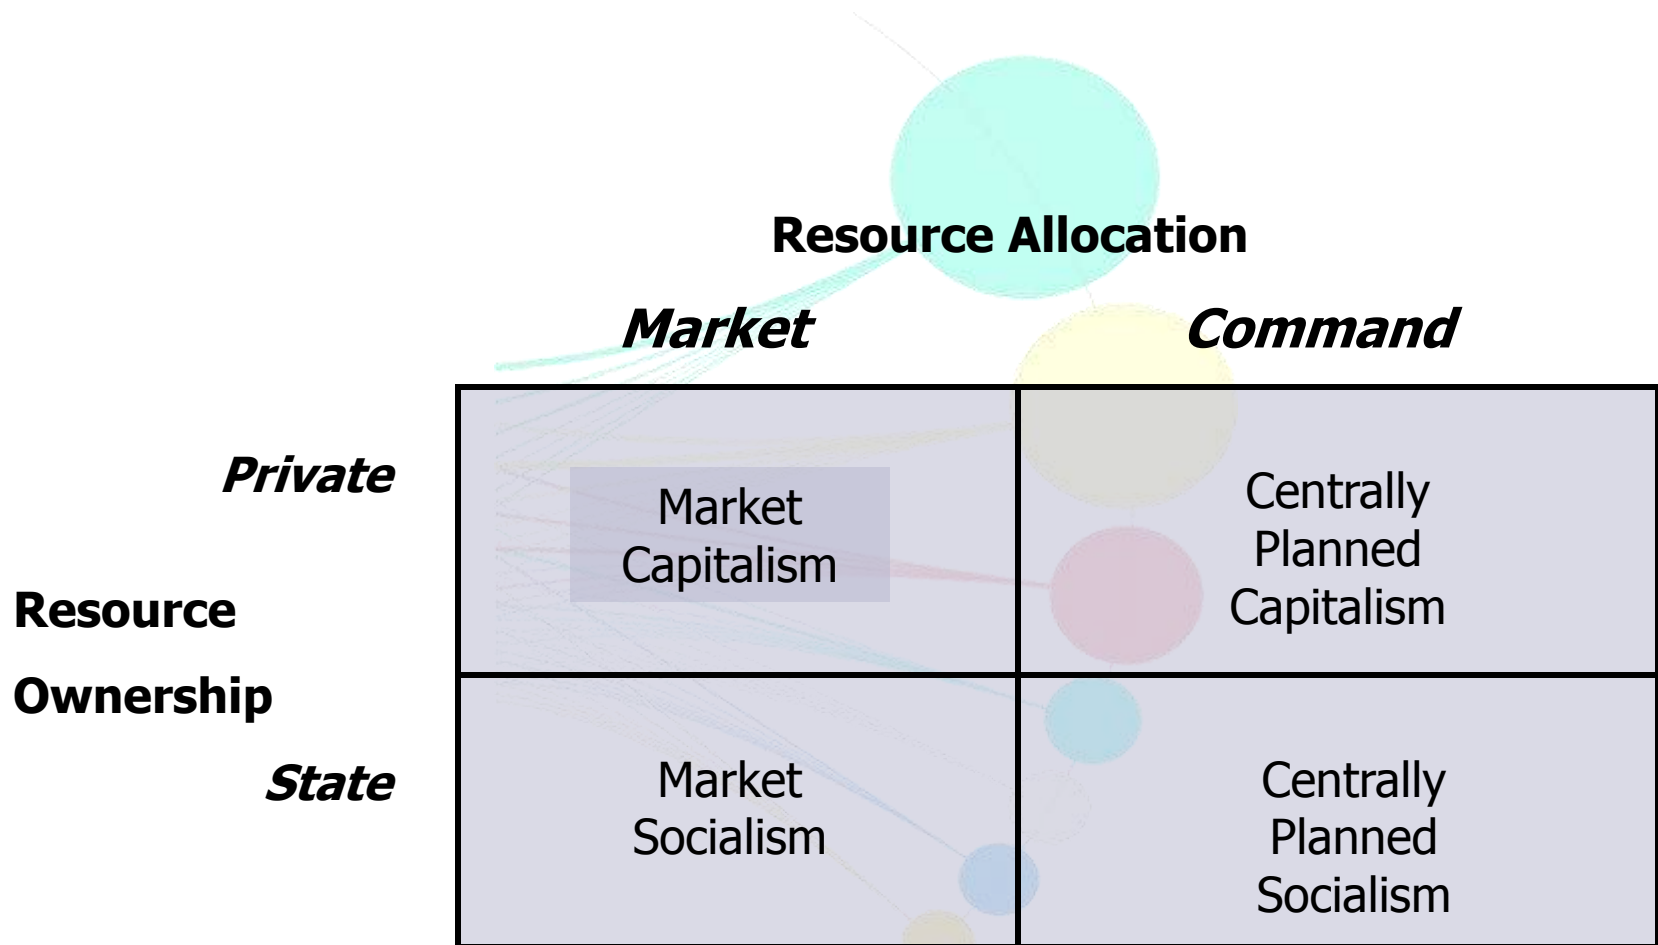 Resource Allocation
Market Command
Private
Market
Capitalism
Centrally
Planned
Capitalism
Resource
Ownership
State
Market
Socialism
Centrally
Planned
Socialism